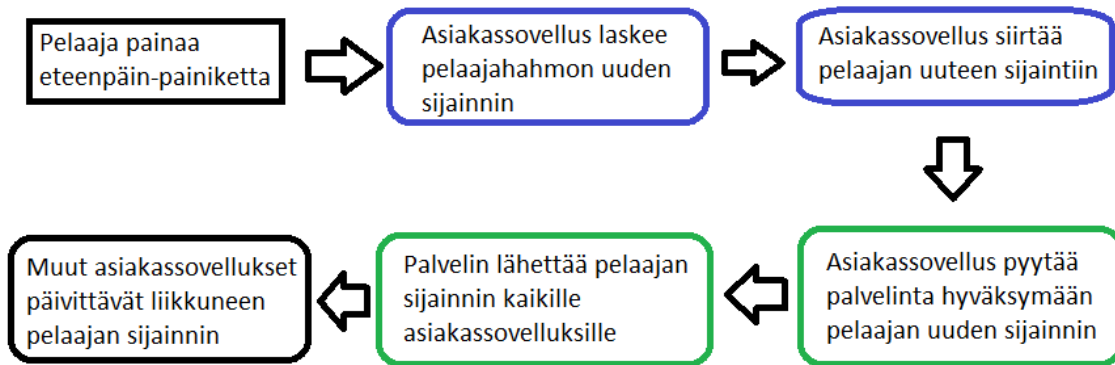 Pelaaja painaa
eteenpäin-painiketta
Asiakassovellus laskee
pelaajahahmon uuden
sijainnin
Asiakassovellus siirtää
pelaajan uuteen sijaintiin
Asiakassovellus pyytää
palvelinta hyväksymään
pelaajan uuden sijainnin
Palvelin lähettää pelaajan
sijainnin kaikille
asiakassovelluksille
Muut asiakassovellukset
päivittävät liikkuneen
pelaajan sijainnin